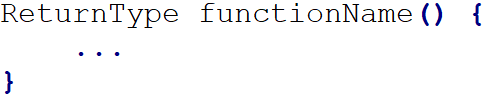 ReturnType functionName() {
    ...
}